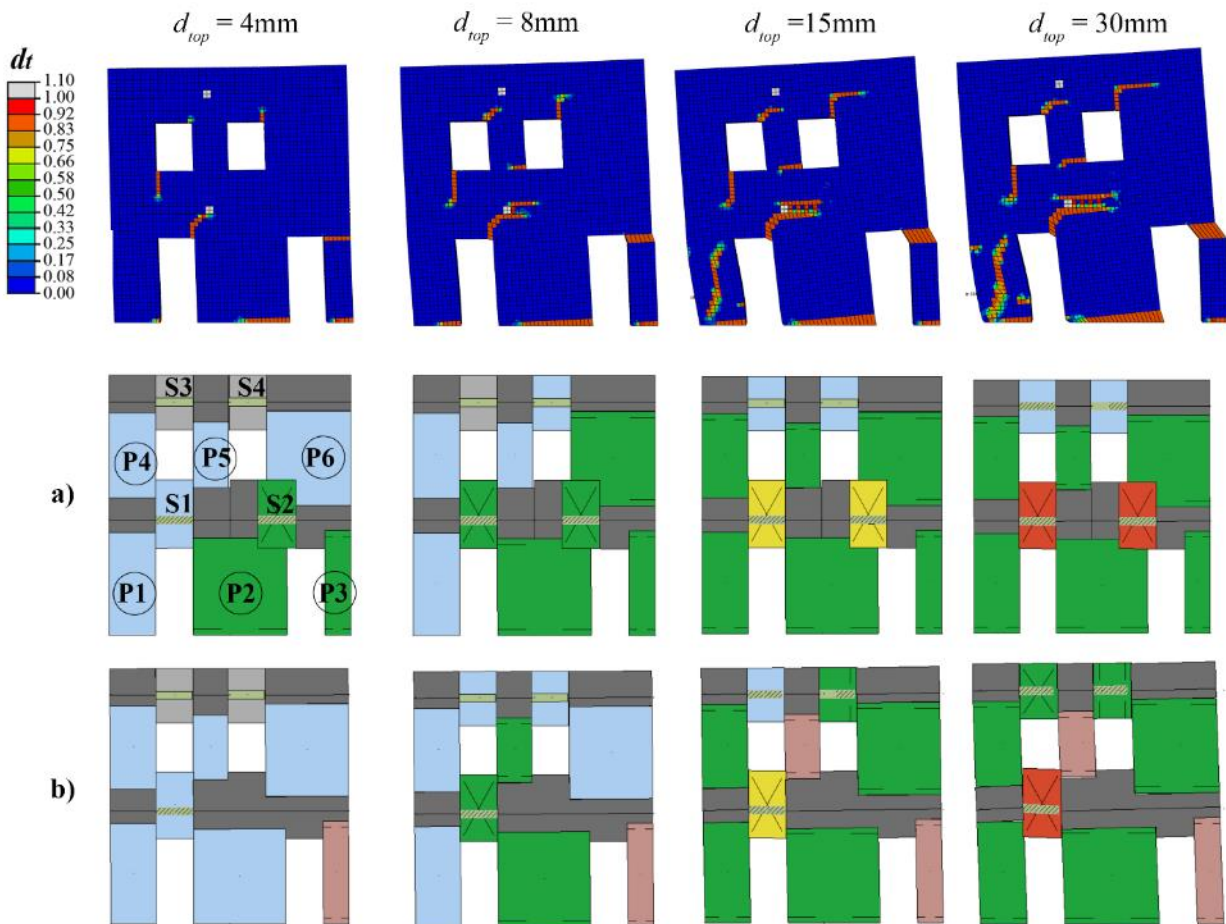 d_top = 4mm
d_top = 8mm
d_top = 15mm
d_top = 30mm
dt
1.10
1.00
0.92
0.83
0.75
0.66
0.58
0.50
0.42
0.33
0.25
0.17
0.08
0.00
S3 S4
P4 P5 P6
a) S1 S2
P1 P2 P3
b)